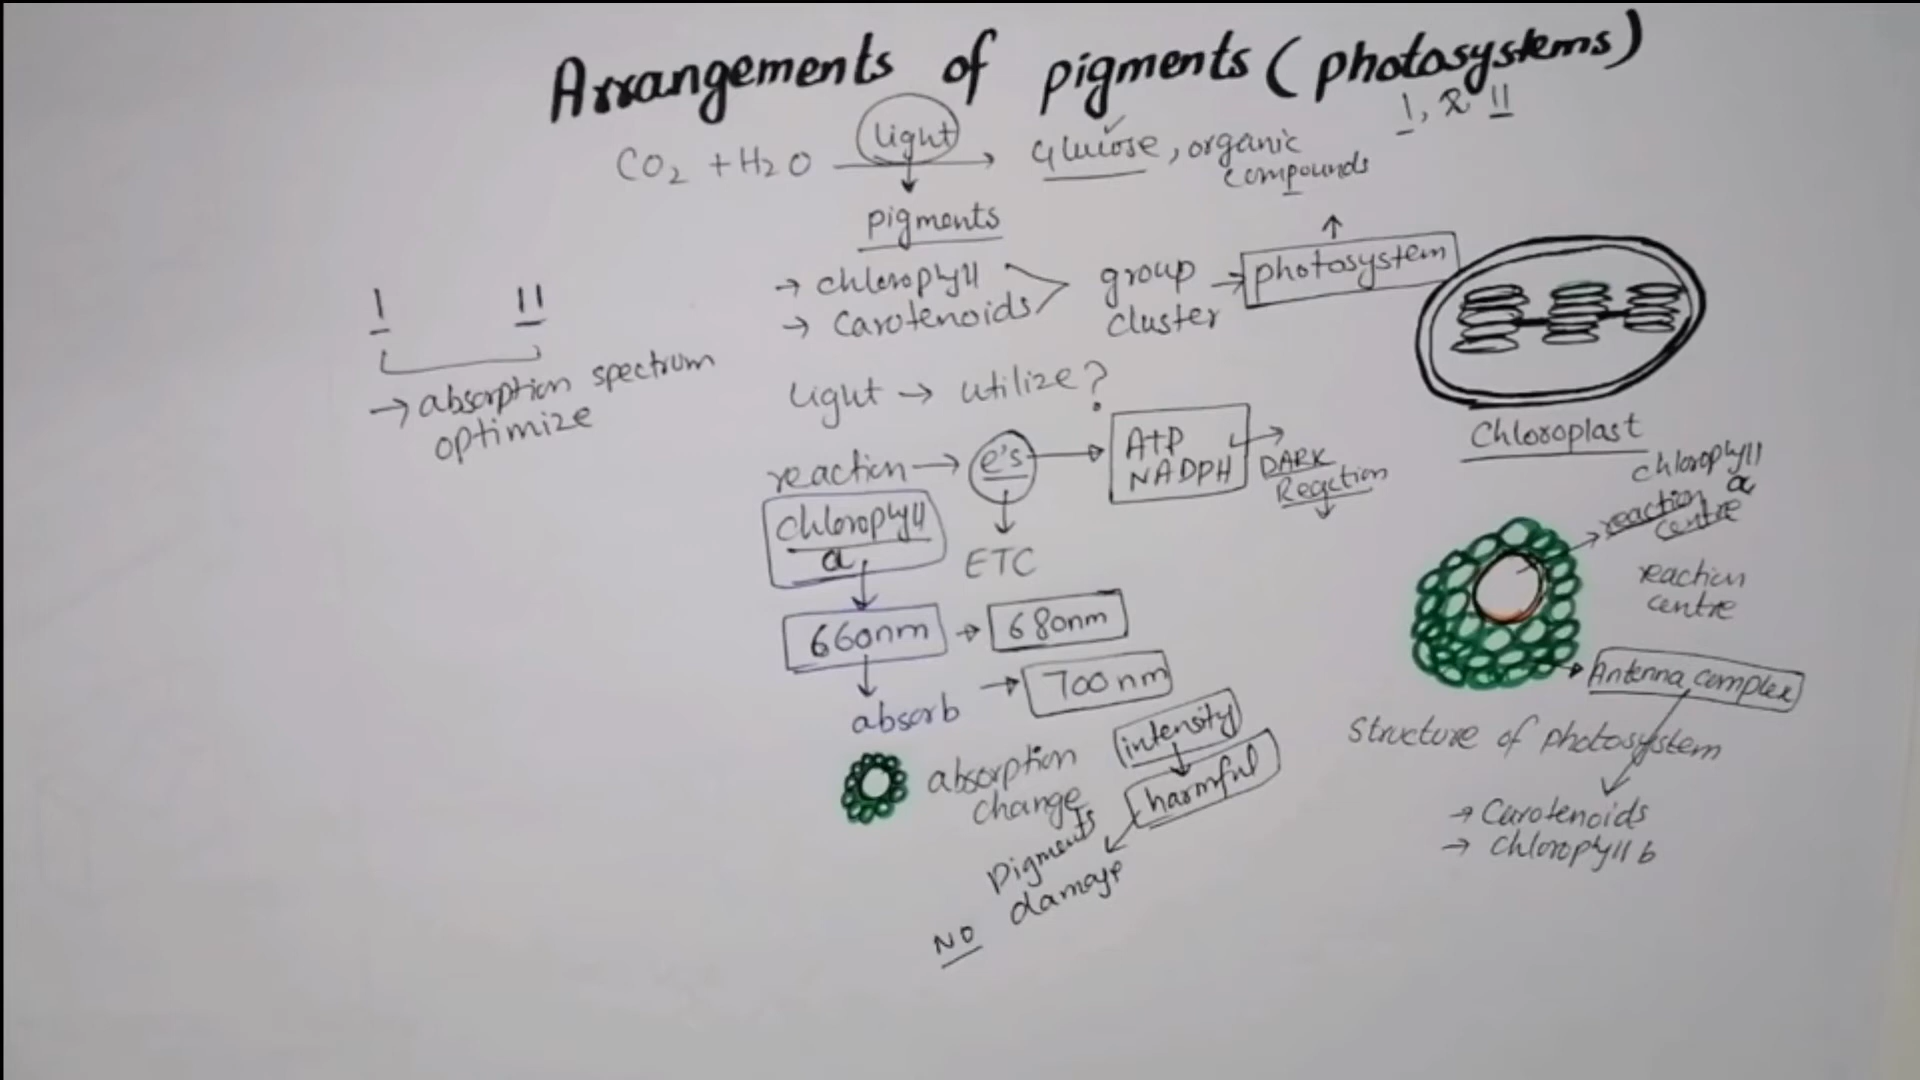 Arrangements of pigments (photosystems)
I, & II
CO2 + H2O light → Glucose, organic
compounds
pigments
→ chlorophyll
→ Carotenoids
group
cluster
→ photosystem
I II
→ absorption spectrum
optimize
Light → utilize?
Chloroplast
reaction → e's → ATP
NADPH
→ DARK
Reaction
chlorophyll
a
ETC
660nm → 680nm
absorb → 700nm
absorption
change
intensity
harmful
Pigments
damage
NO
chlorophyll
a
reaction
centre
reaction
centre
Antenna complex
Structure of photosystem
→ Carotenoids
→ chlorophyll b